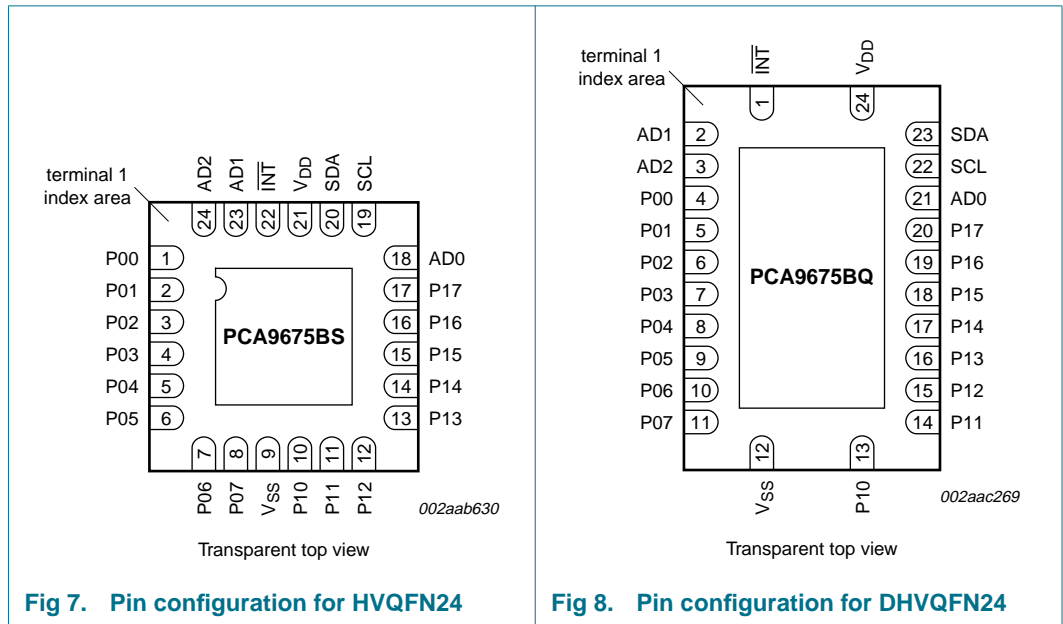 terminal 1
index area
AD2
AD1
INT
VDD
SDA
SCL
24
23
22
21
20
19
P00 1
P01 2
P02 3
P03 4
P04 5
P05 6
18 AD0
17 P17
16 P16
15 P15
14 P14
13 P13
PCA9675BS
7
8
9
10
11
12
P06
P07
VSS
P10
P11
P12
002aab630
Transparent top view
Fig 7. Pin configuration for HVQFN24
terminal 1
index area
INT
VDD
1
24
AD1 2
AD2 3
P00 4
P01 5
P02 6
P03 7
P04 8
P05 9
P06 10
P07 11
23 SDA
22 SCL
21 AD0
20 P17
19 P16
18 P15
17 P14
16 P13
15 P12
14 P11
PCA9675BQ
12
13
VSS
P10
002aac269
Transparent top view
Fig 8. Pin configuration for DHVQFN24